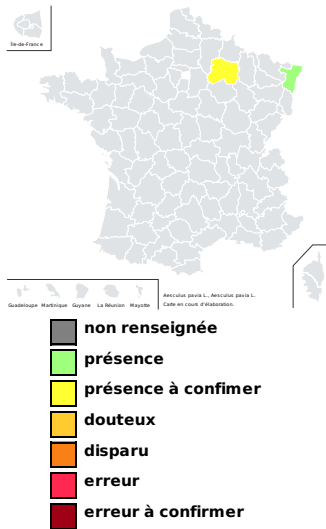 Île-de-France
Guadeloupe Martinique Guyane La Réunion Mayotte
Aesculus pavia L., Aesculus pavia L.
Carte en cours d'élaboration.
non renseignée
présence
présence à confimer
douteux
disparu
erreur
erreur à confirmer